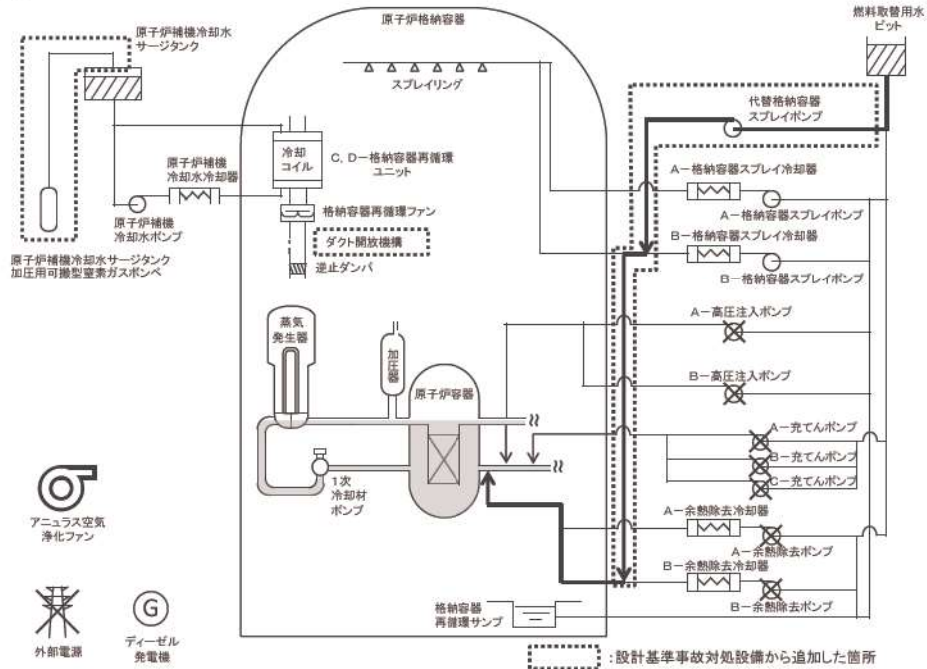 原子炉補機冷却水
サージタンク
原子炉格納容器
燃料取替用水
ピット
スプレイリング
代替格納容器
スプレイポンプ
冷却
コイル
C, D－格納容器再循環
ユニット
原子炉補機
冷却水冷却器
A－格納容器スプレイ冷却器
原子炉補機
冷却水ポンプ
格納容器再循環ファン
A－格納容器スプレイポンプ
ダクト開放機構
B－格納容器スプレイ冷却器
原子炉補機冷却水サージタンク
加圧用可搬型窒素ガスボンベ
逆止ダンパ
B－格納容器スプレイポンプ
蒸気
発生器
加圧器
A－高圧注入ポンプ
原子炉容器
B－高圧注入ポンプ
A－充てんポンプ
B－充てんポンプ
C－充てんポンプ
1次
冷却材
ポンプ
アニュラス空気
浄化ファン
A－余熱除去冷却器
A－余熱除去ポンプ
B－余熱除去冷却器
B－余熱除去ポンプ
格納容器
再循環サンプ
外部電源
G
ディーゼル
発電機
:設計基準事故対処設備から追加した箇所